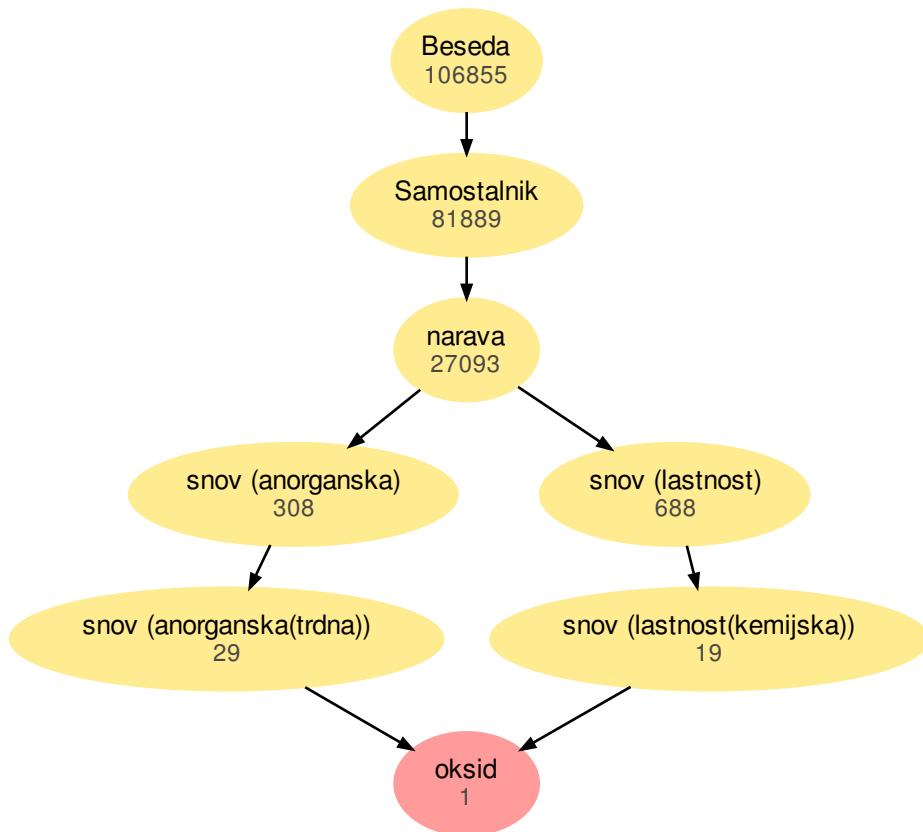 Beseda
106855
Samostalnik
81889
narava
27093
snov (anorganska)
308
snov (lastnost)
688
snov (anorganska(trdna))
29
snov (lastnost(kemijska))
19
oksid
1